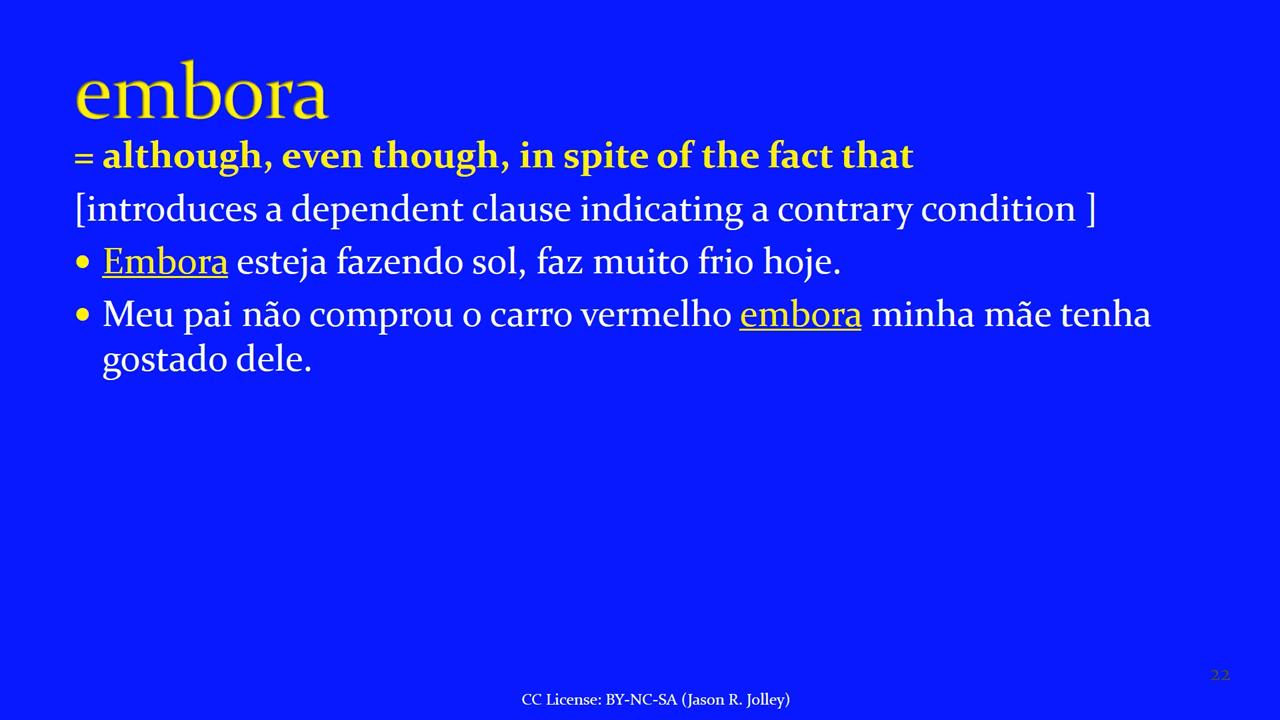 embora
= although, even though, in spite of the fact that
[introduces a dependent clause indicating a contrary condition ]
• Embora esteja fazendo sol, faz muito frio hoje.
• Meu pai não comprou o carro vermelho embora minha mãe tenha
gostado dele.
22
CC License: BY-NC-SA (Jason R. Jolley)